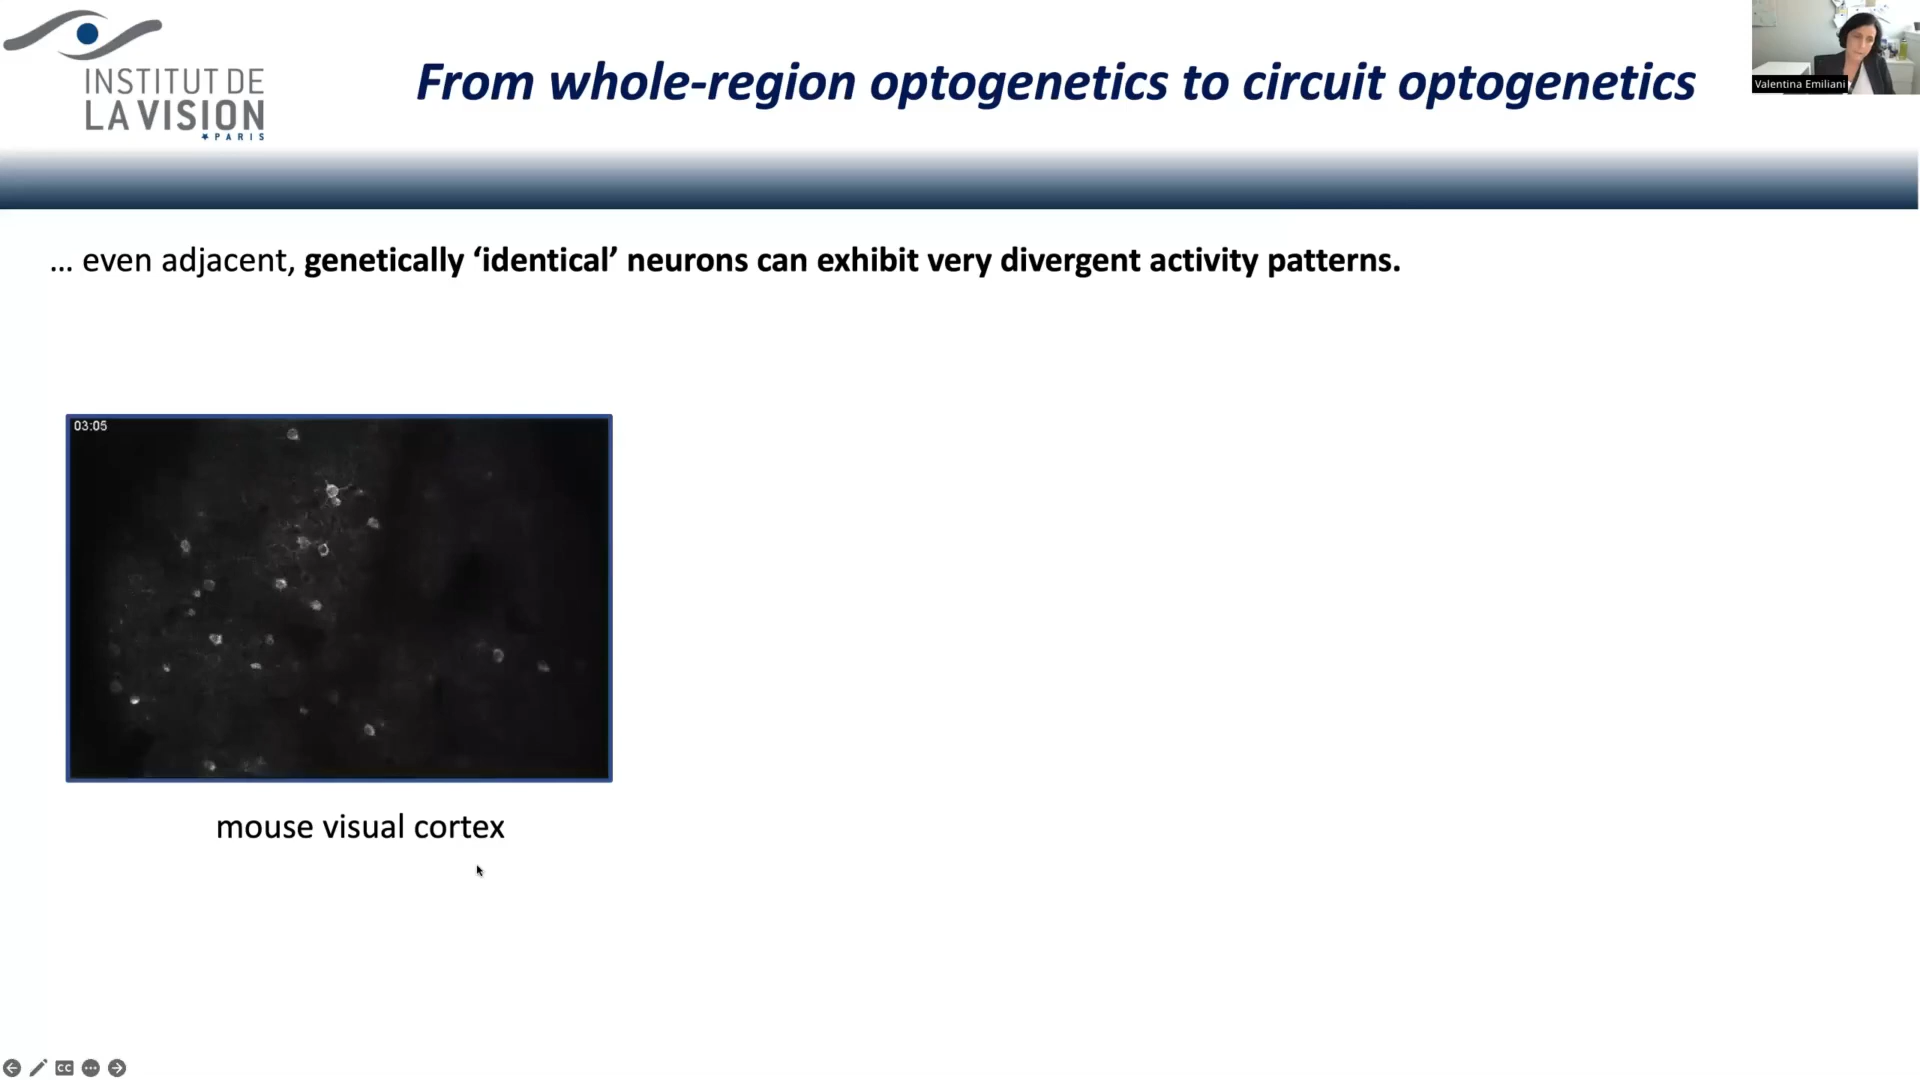 INSTITUT DE
LA VISION
PARIS
From whole-region optogenetics to circuit optogenetics
Valentina Emiliani
... even adjacent, genetically ‘identical’ neurons can exhibit very divergent activity patterns.
03:05
mouse visual cortex
CC